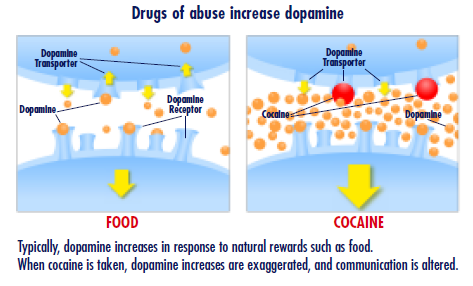 Drugs of abuse increase dopamine
Dopamine
Transporter
Dopamine
Dopamine
Receptor
FOOD
Dopamine
Transporter
Cocaine
Dopamine
COCAINE
Typically, dopamine increases in response to natural rewards such as food.
When cocaine is taken, dopamine increases are exaggerated, and communication is altered.